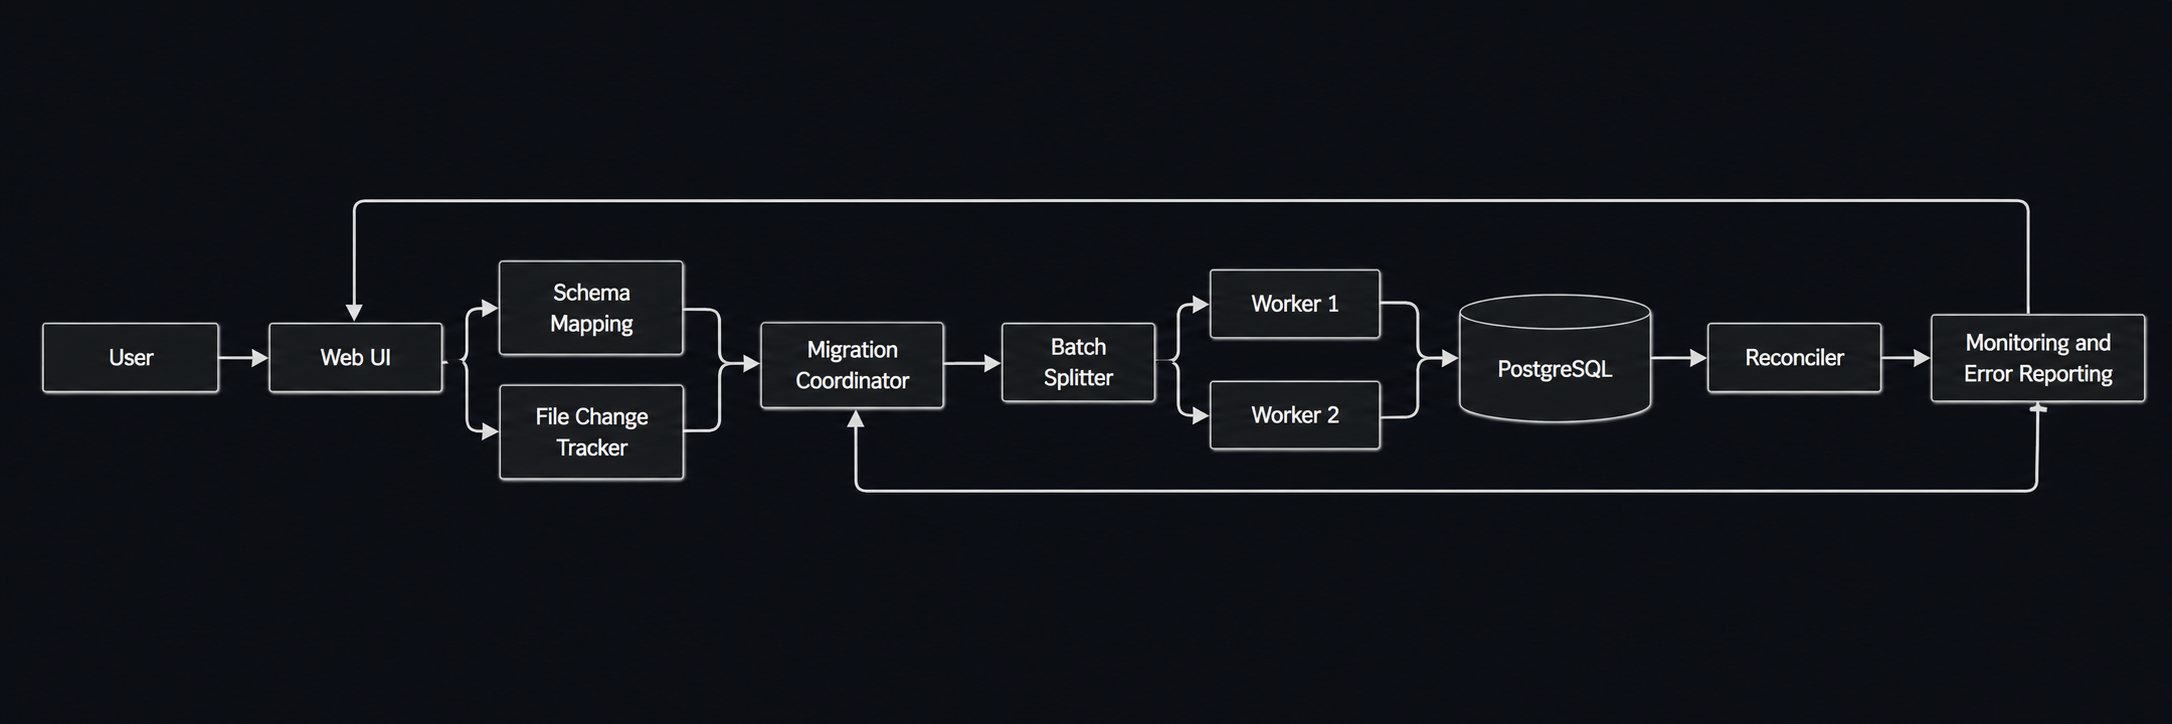 User
Web UI
Schema
Mapping
File Change
Tracker
Migration
Coordinator
Batch
Splitter
Worker 1
Worker 2
PostgreSQL
Reconciler
Monitoring and
Error Reporting